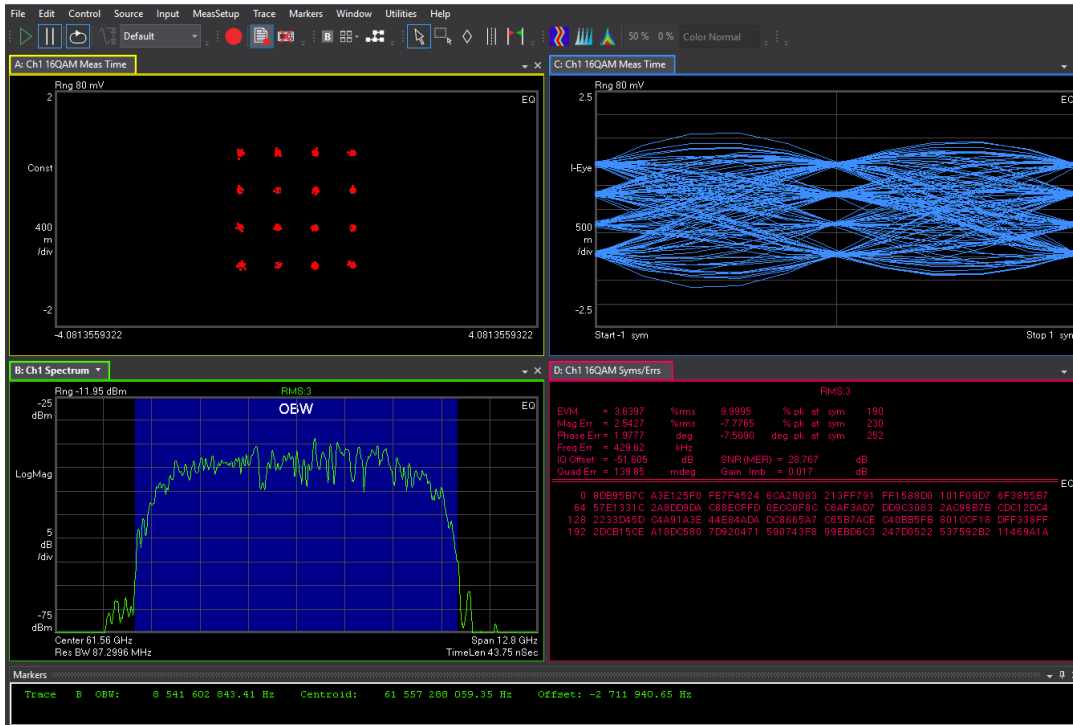 File Edit Control Source Input MeasSetup Trace Markers Window Utilities Help
Default B 50 % 0 % Color Normal
A: Ch1 16QAM Meas Time
Rng 80 mV
2
EQ
Const
400
m
/div
-2
-4.0813559322 4.0813559322
C: Ch1 16QAM Meas Time
Rng 80 mV
2.5
EQ
I-Eye
500
m
/div
-2.5
Start-1 sym Stop 1 sym
B: Ch1 Spectrum
Rng -11.95 dBm RMS:3
-25
dBm
OBW
EQ
LogMag
5
dB
/div
-75
dBm
Center 61.56 GHz Span 12.8 GHz
Res BW 87.2996 MHz TimeLen 43.75 nSec
D: Ch1 16QAM Syms/Errs
RMS:3
EVM = 3.6397 %rms 9.9995 % pk at sym 190
Mag Err = 2.5427 %rms -7.7765 % pk at sym 230
Phase Err = 1.9777 deg -7.5090 deg pk at sym 252
Freq Err = 429.62 kHz
IQ Offset = -51.605 dB SNR(MER) = 28.767 dB
Quad Err = 139.85 mdeg Gain Imb = 0.017 dB
EQ
0 8DB95B7C A3E125F0 FE7F4524 6CA29083 213FF791 FF1588D0 101F09D7 6F3855B7
64 57E1331C 2A8DD8DA C88ECFFD 0ECC0F8C C6AF3AD7 DD9C3083 2AC98B7B CDC12DC4
128 2233D45D C4A91A3E 44E84ADA DC8665A7 C65B7ACE C40BB5FB 801CCF18 DFF338FF
192 2DCB15CE A18DC580 7D920471 590743F8 99EBD6C3 247D0522 537592B2 11489A1A
Markers
Trace B OBW: 8 541 602 843.41 Hz Centroid: 61 557 288 059.35 Hz Offset: -2 711 940.65 Hz